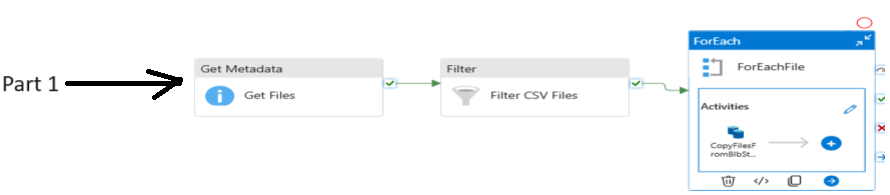 Part 1
Get Metadata
Get Files
Filter
Filter CSV Files
ForEach
ForEachFile
Activities
CopyFilesF
romBlbSt...